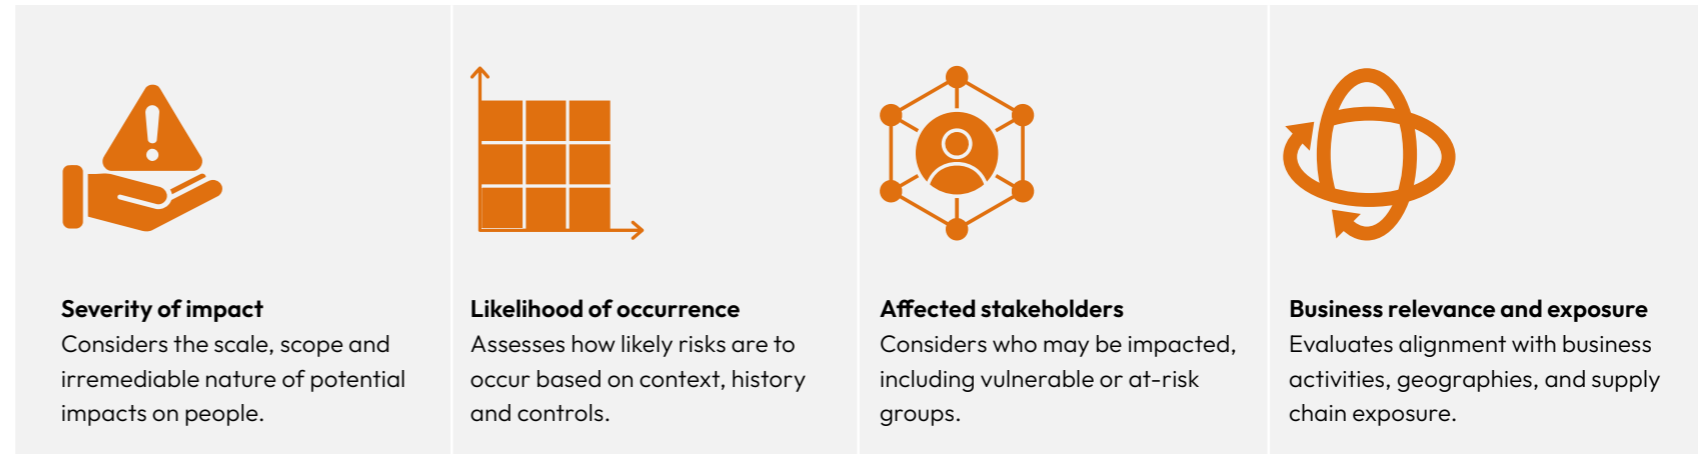 Severity of impact
Considers the scale, scope and
irremediable nature of potential
impacts on people.
Likelihood of occurrence
Assesses how likely risks are to
occur based on context, history
and controls.
Affected stakeholders
Considers who may be impacted,
including vulnerable or at-risk
groups.
Business relevance and exposure
Evaluates alignment with business
activities, geographies, and supply
chain exposure.